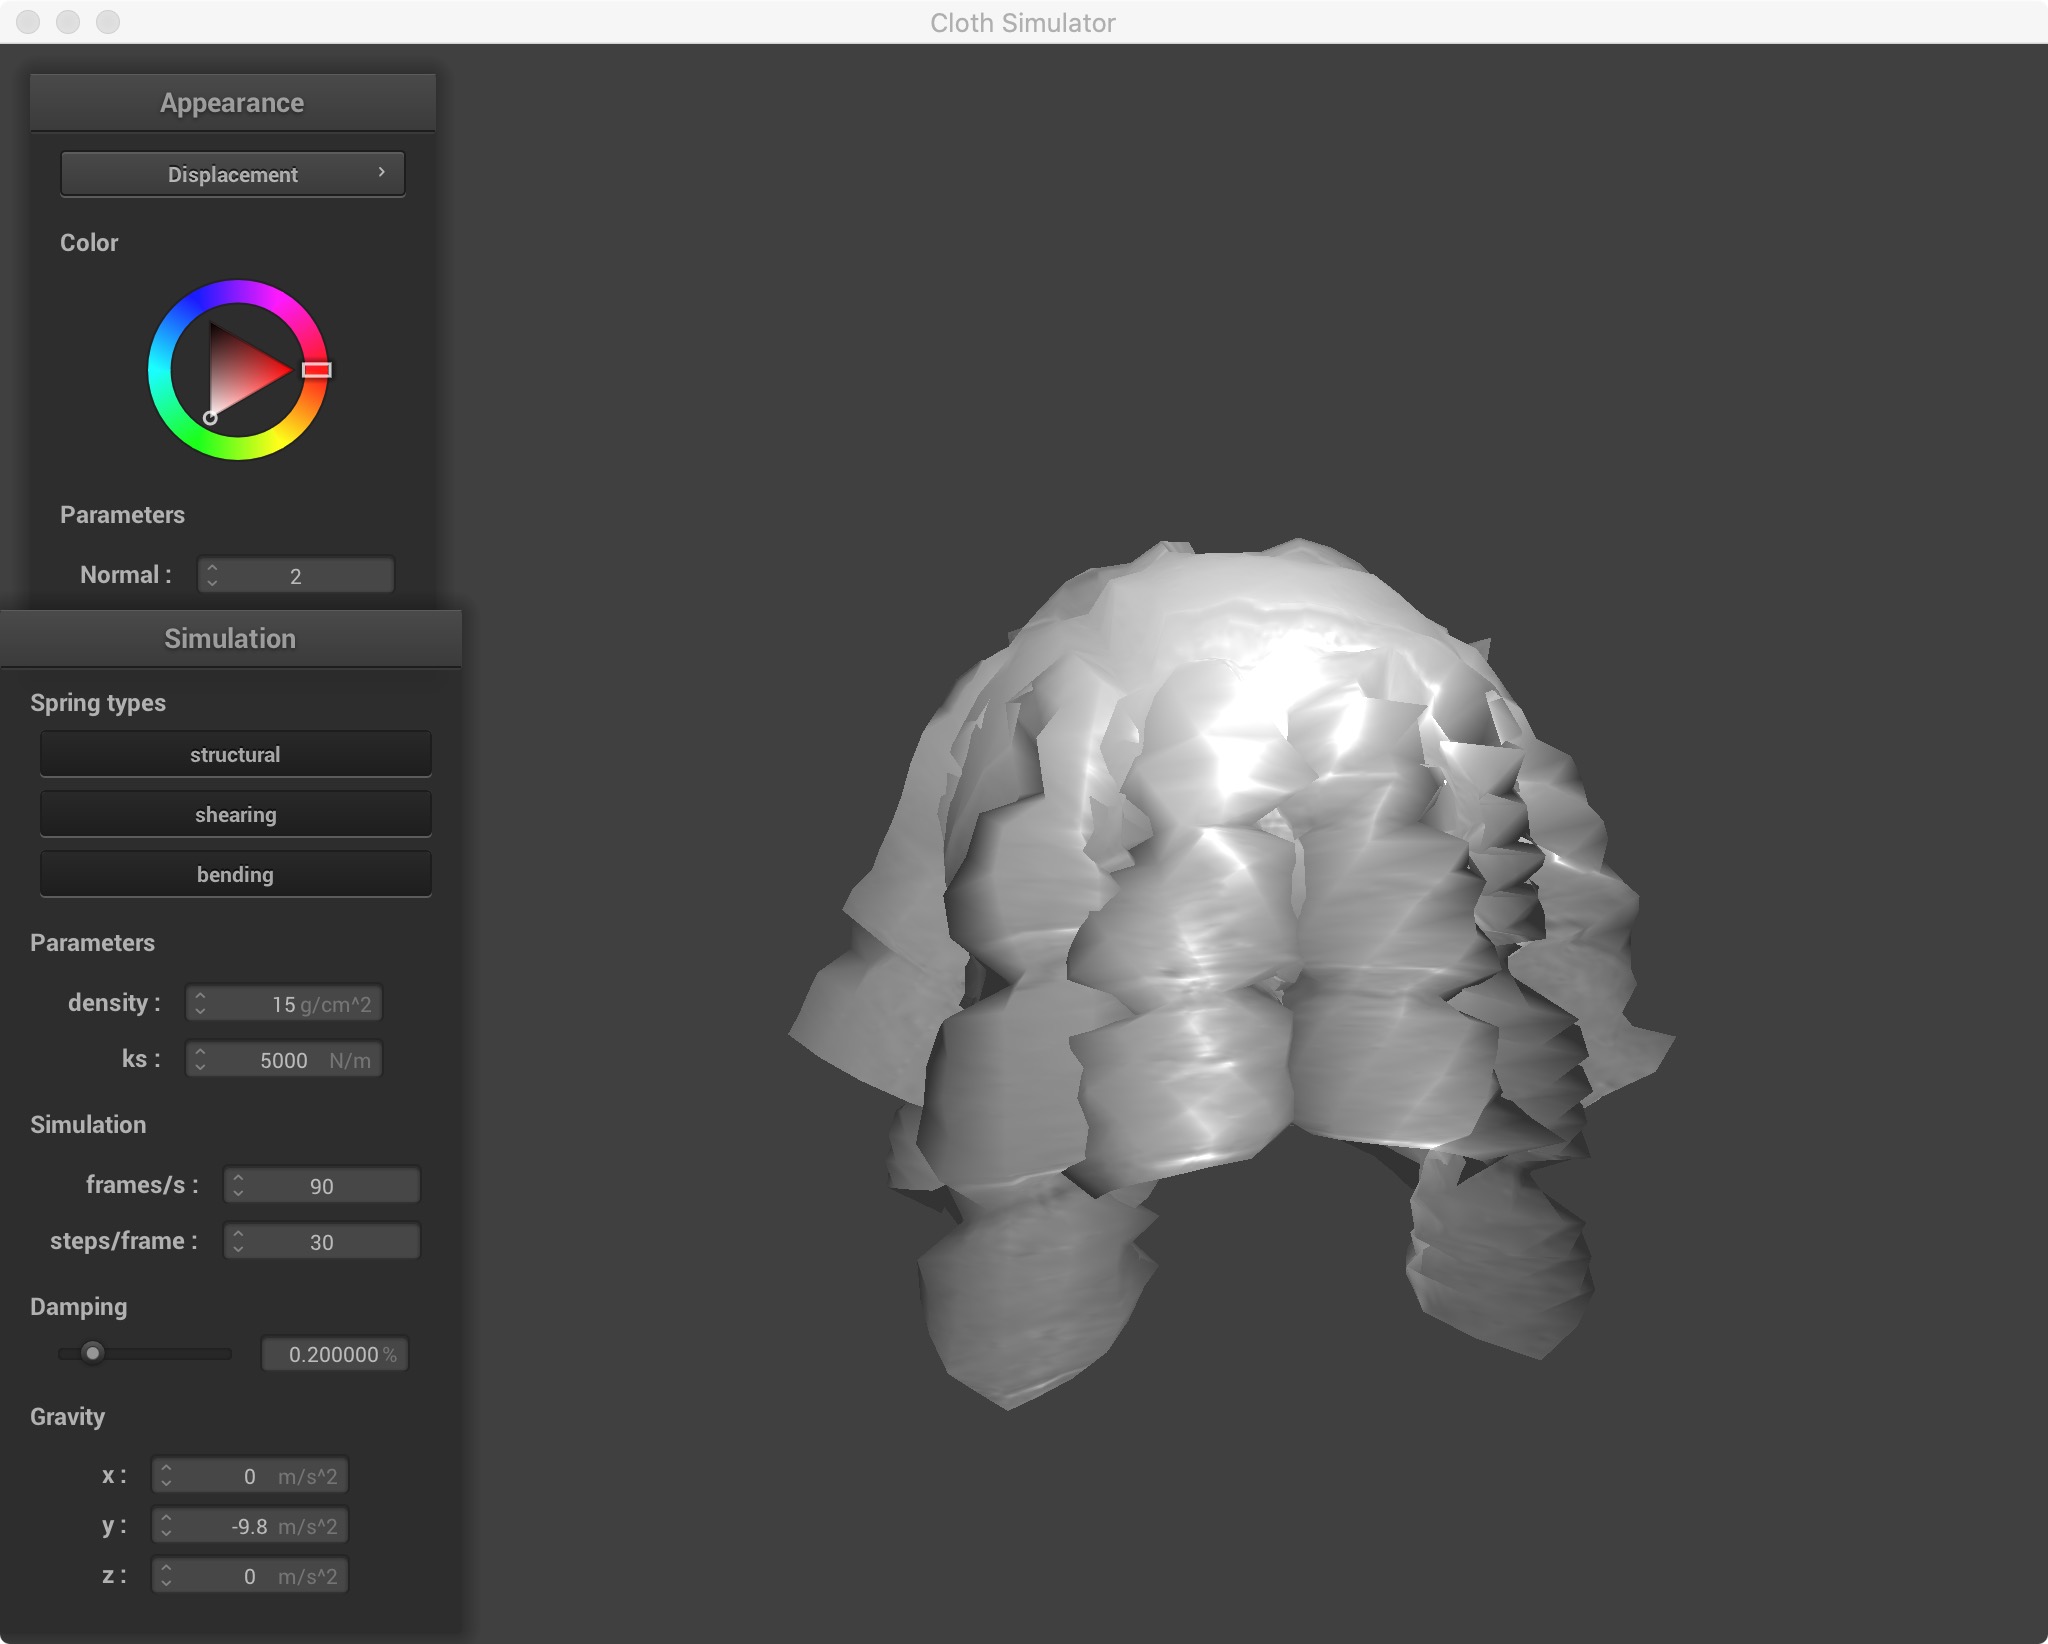 Cloth Simulator
Appearance
Displacement ›
Color
Parameters
Normal : 2
Simulation
Spring types
structural
shearing
bending
Parameters
density : 15 g/cm^2
ks : 5000 N/m
Simulation
frames/s : 90
steps/frame : 30
Damping
0.200000 %
Gravity
x : 0 m/s^2
y : -9.8 m/s^2
z : 0 m/s^2